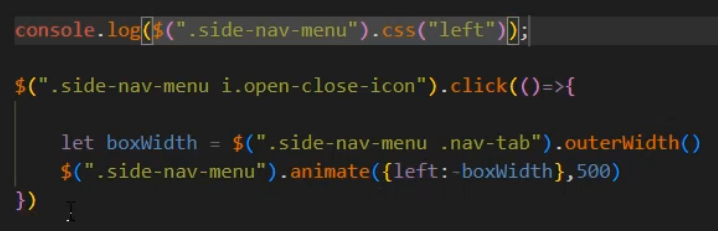 console.log($(".side-nav-menu").css("left"));
$(".side-nav-menu i.open-close-icon").click(()=>{
let boxWidth = $(".side-nav-menu .nav-tab").outerWidth()
$(".side-nav-menu").animate({left:-boxWidth},500)
})